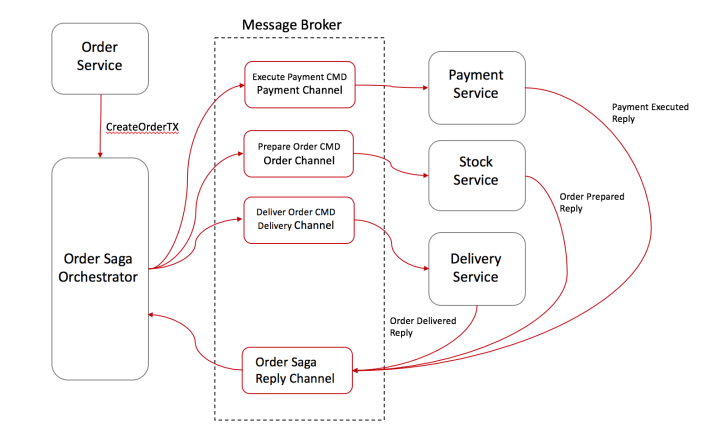 Message Broker
Order
Service
CreateOrderTX
Order Saga
Orchestrator
Execute Payment CMD
Payment Channel
Prepare Order CMD
Order Channel
Deliver Order CMD
Delivery Channel
Order Saga
Reply Channel
Payment
Service
Stock
Service
Delivery
Service
Payment Executed
Reply
Order Prepared
Reply
Order Delivered
Reply